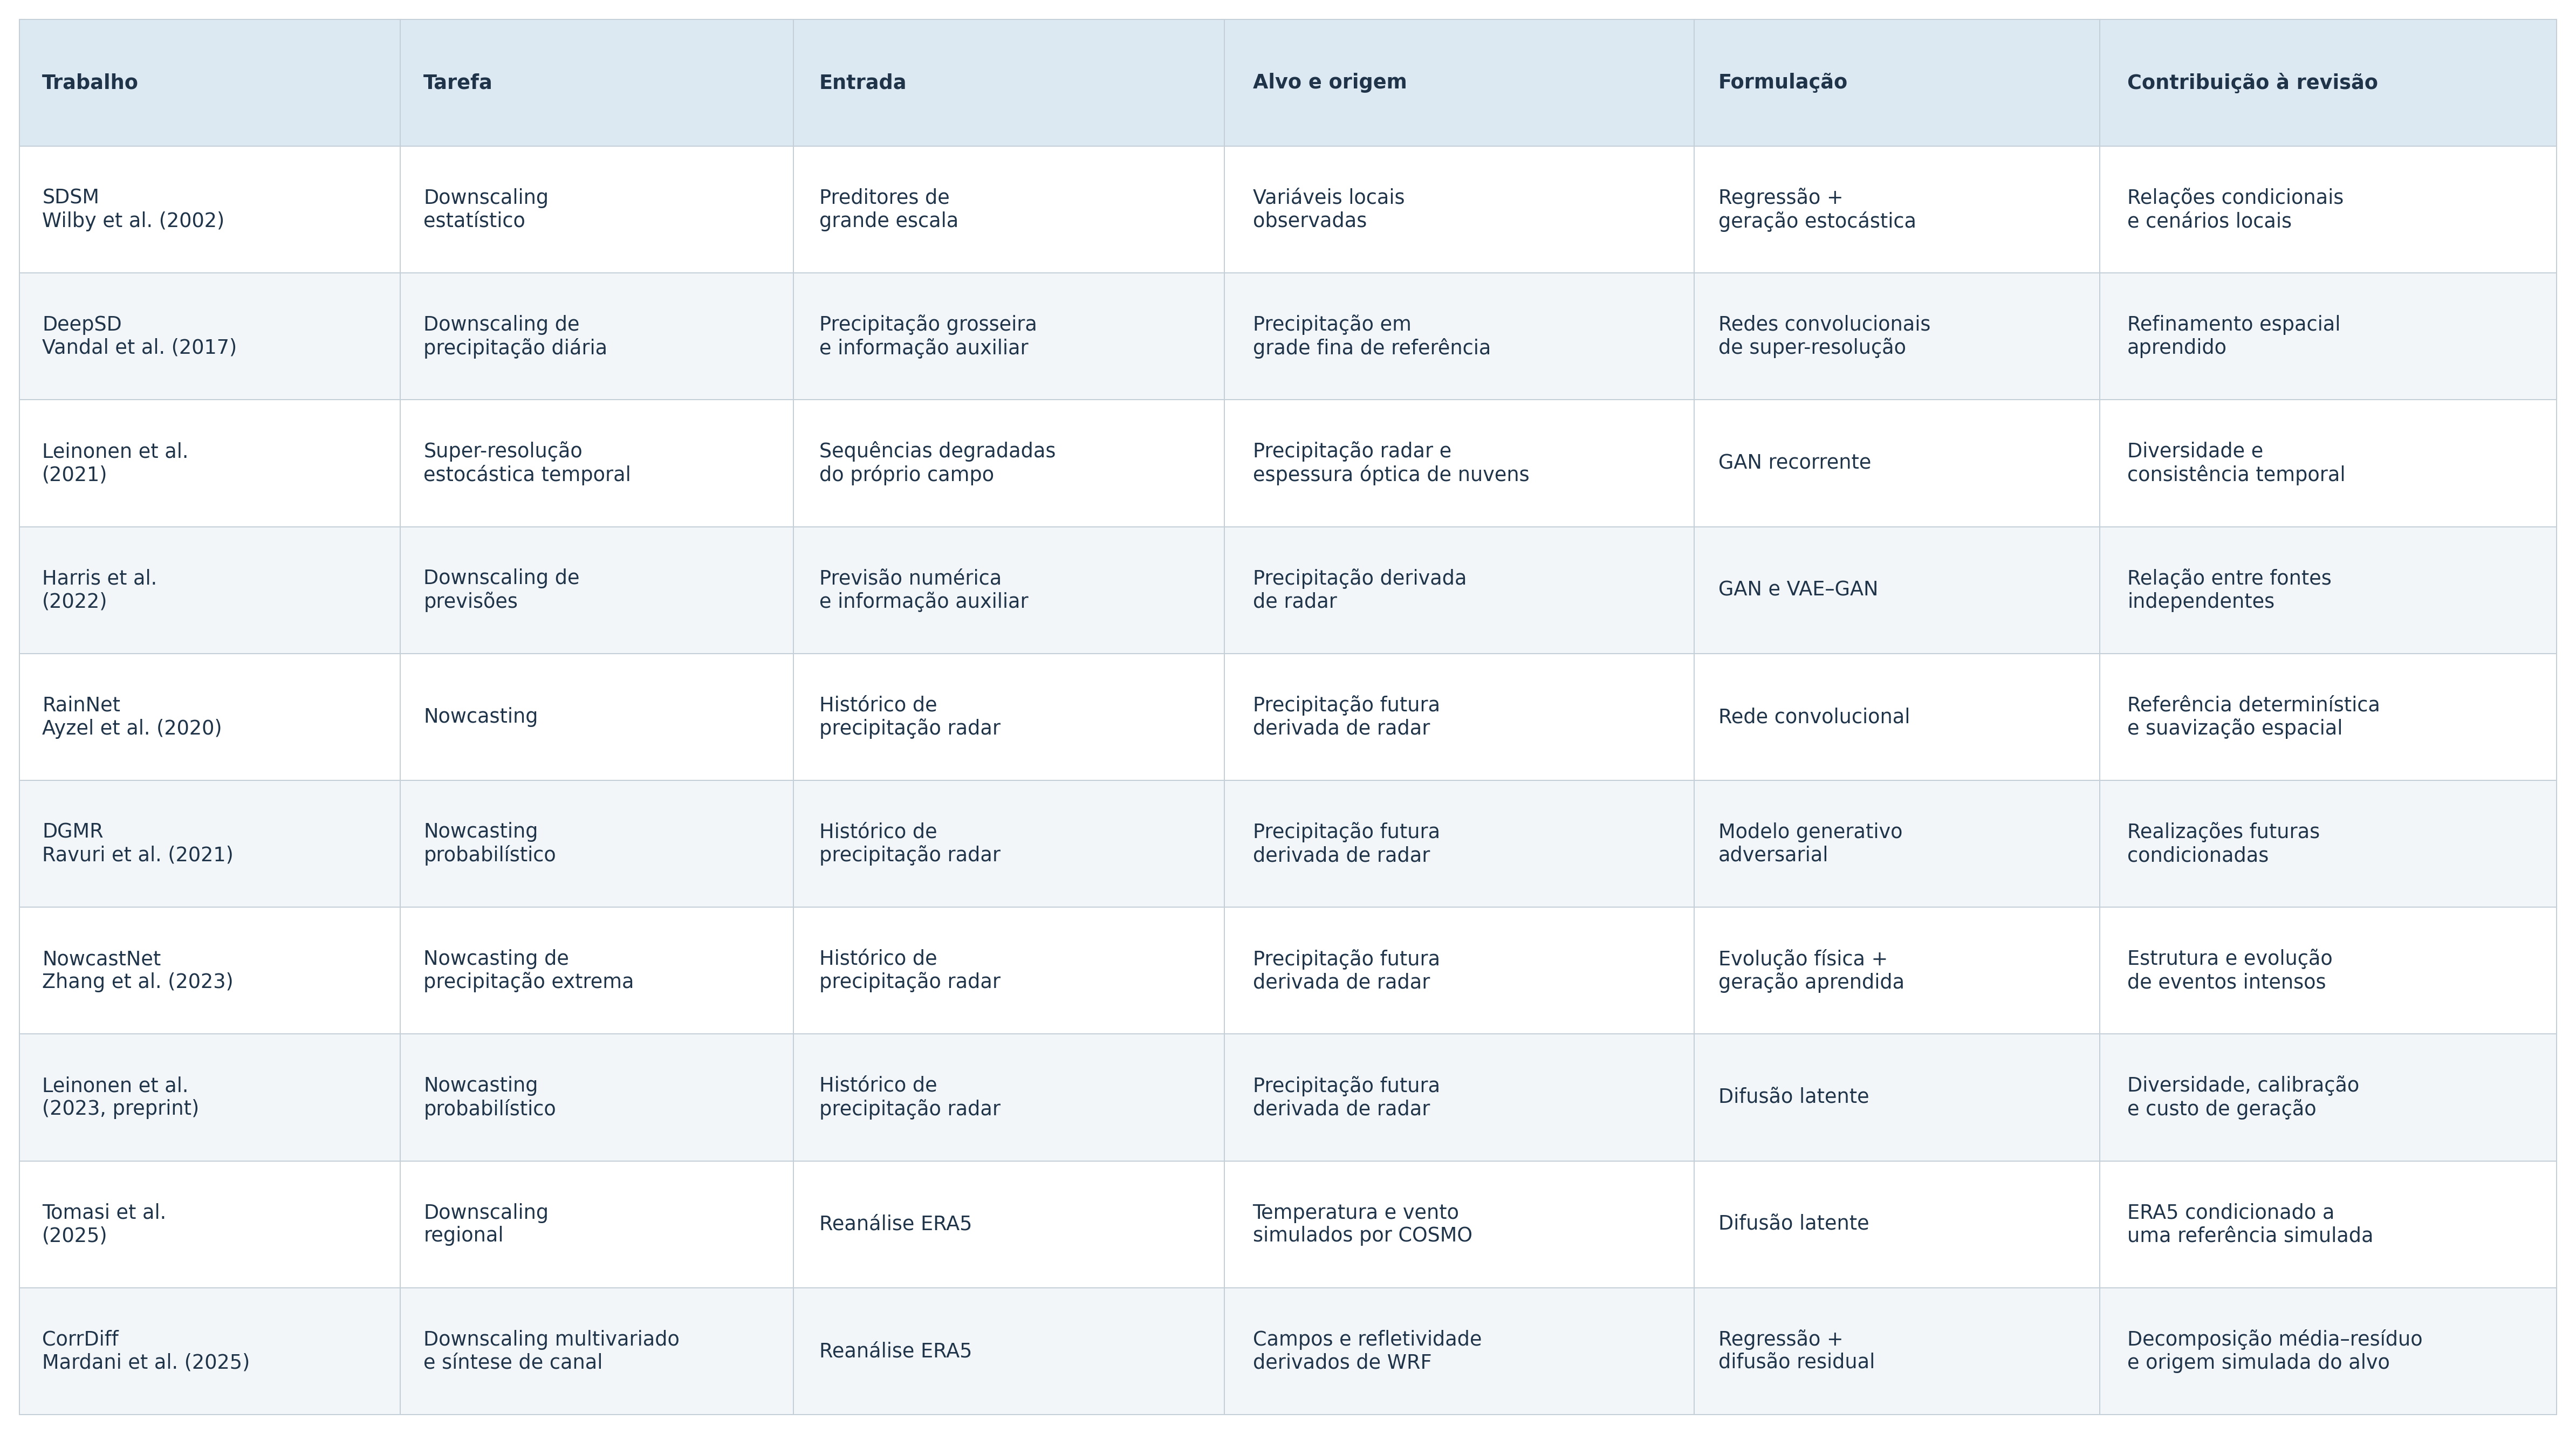 Trabalho
Tarefa
Entrada
Alvo e origem
Formulação
Contribuição à revisão
SDSM
Wilby et al. (2002)
Downscaling
estatístico
Preditores de
grande escala
Variáveis locais
observadas
Regressão +
geração estocástica
Relações condicionais
e cenários locais
DeepSD
Vandal et al. (2017)
Downscaling de
precipitação diária
Precipitação grosseira
e informação auxiliar
Precipitação em
grade fina de referência
Redes convolucionais
de super-resolução
Refinamento espacial
aprendido
Leinonen et al.
(2021)
Super-resolução
estocástica temporal
Sequências degradadas
do próprio campo
Precipitação radar e
espessura óptica de nuvens
GAN recorrente
Diversidade e
consistência temporal
Harris et al.
(2022)
Downscaling de
previsões
Previsão numérica
e informação auxiliar
Precipitação derivada
de radar
GAN e VAE–GAN
Relação entre fontes
independentes
RainNet
Ayzel et al. (2020)
Nowcasting
Histórico de
precipitação radar
Precipitação futura
derivada de radar
Rede convolucional
Referência determinística
e suavização espacial
DGMR
Ravuri et al. (2021)
Nowcasting
probabilístico
Histórico de
precipitação radar
Precipitação futura
derivada de radar
Modelo generativo
adversarial
Realizações futuras
condicionadas
NowcastNet
Zhang et al. (2023)
Nowcasting de
precipitação extrema
Histórico de
precipitação radar
Precipitação futura
derivada de radar
Evolução física +
geração aprendida
Estrutura e evolução
de eventos intensos
Leinonen et al.
(2023, preprint)
Nowcasting
probabilístico
Histórico de
precipitação radar
Precipitação futura
derivada de radar
Difusão latente
Diversidade, calibração
e custo de geração
Tomasi et al.
(2025)
Downscaling
regional
Reanálise ERA5
Temperatura e vento
simulados por COSMO
Difusão latente
ERA5 condicionado a
uma referência simulada
CorrDiff
Mardani et al. (2025)
Downscaling multivariado
e síntese de canal
Reanálise ERA5
Campos e refletividade
derivados de WRF
Regressão +
difusão residual
Decomposição média–resíduo
e origem simulada do alvo